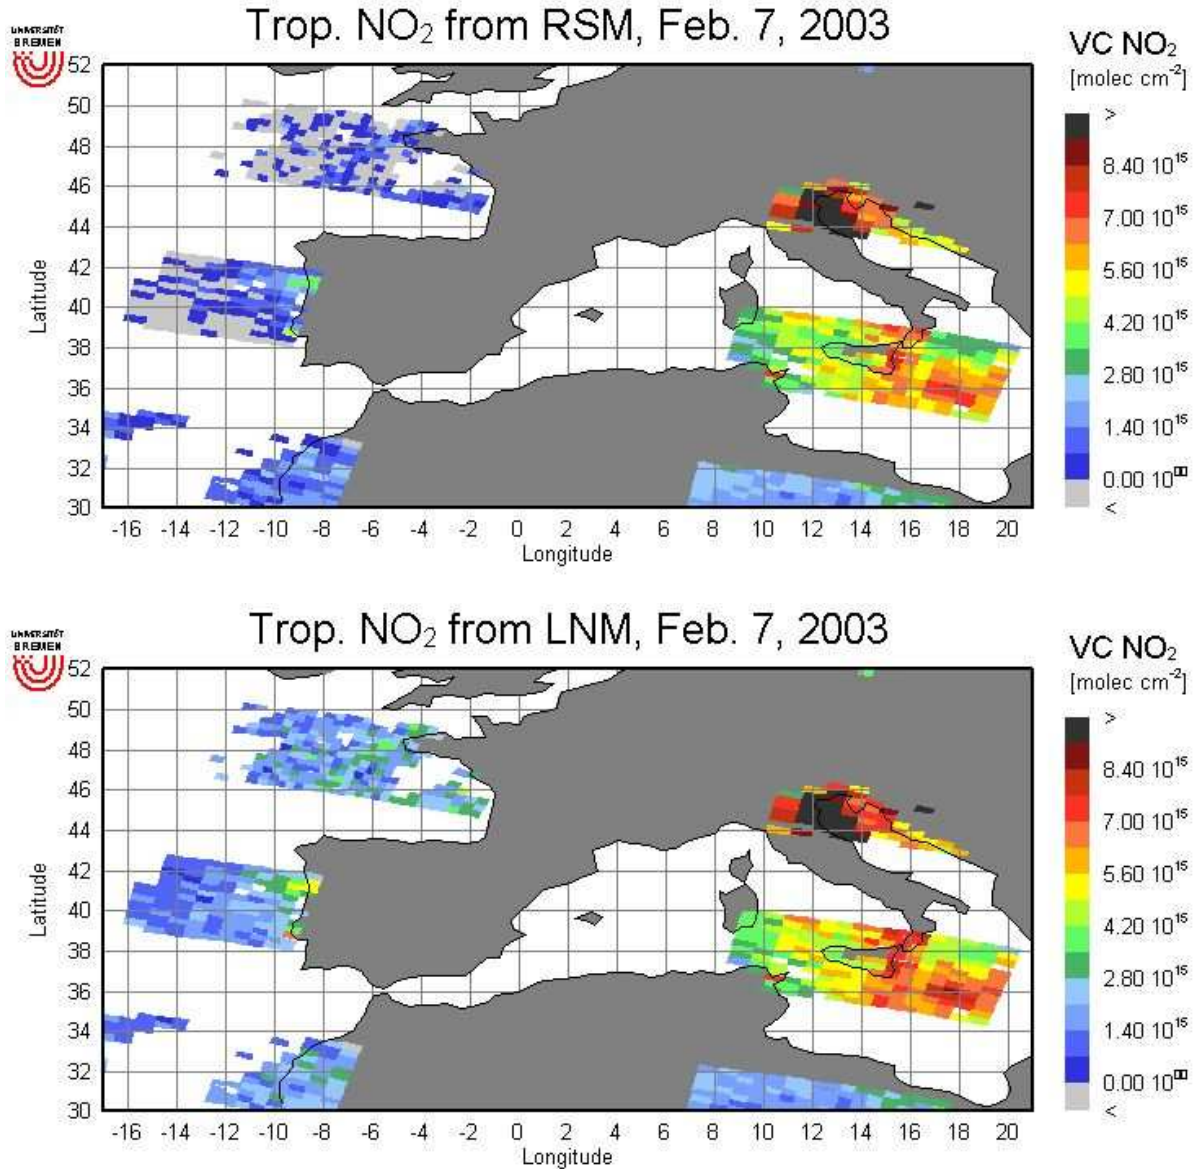 Trop. NO2 from RSM, Feb. 7, 2003
UNIVERSITÄT
BREMEN
VC NO2
[molec cm-2]
52
50
48
46
44
42
40
38
36
34
32
30
Latitude
-16 -14 -12 -10 -8 -6 -4 -2 0 2 4 6 8 10 12 14 16 18 20
Longitude
>
8.40 10^15
7.00 10^15
5.60 10^15
4.20 10^15
2.80 10^15
1.40 10^15
0.00 10^00
<
Trop. NO2 from LNM, Feb. 7, 2003
UNIVERSITÄT
BREMEN
VC NO2
[molec cm-2]
52
50
48
46
44
42
40
38
36
34
32
30
Latitude
-16 -14 -12 -10 -8 -6 -4 -2 0 2 4 6 8 10 12 14 16 18 20
Longitude
>
8.40 10^15
7.00 10^15
5.60 10^15
4.20 10^15
2.80 10^15
1.40 10^15
0.00 10^00
<